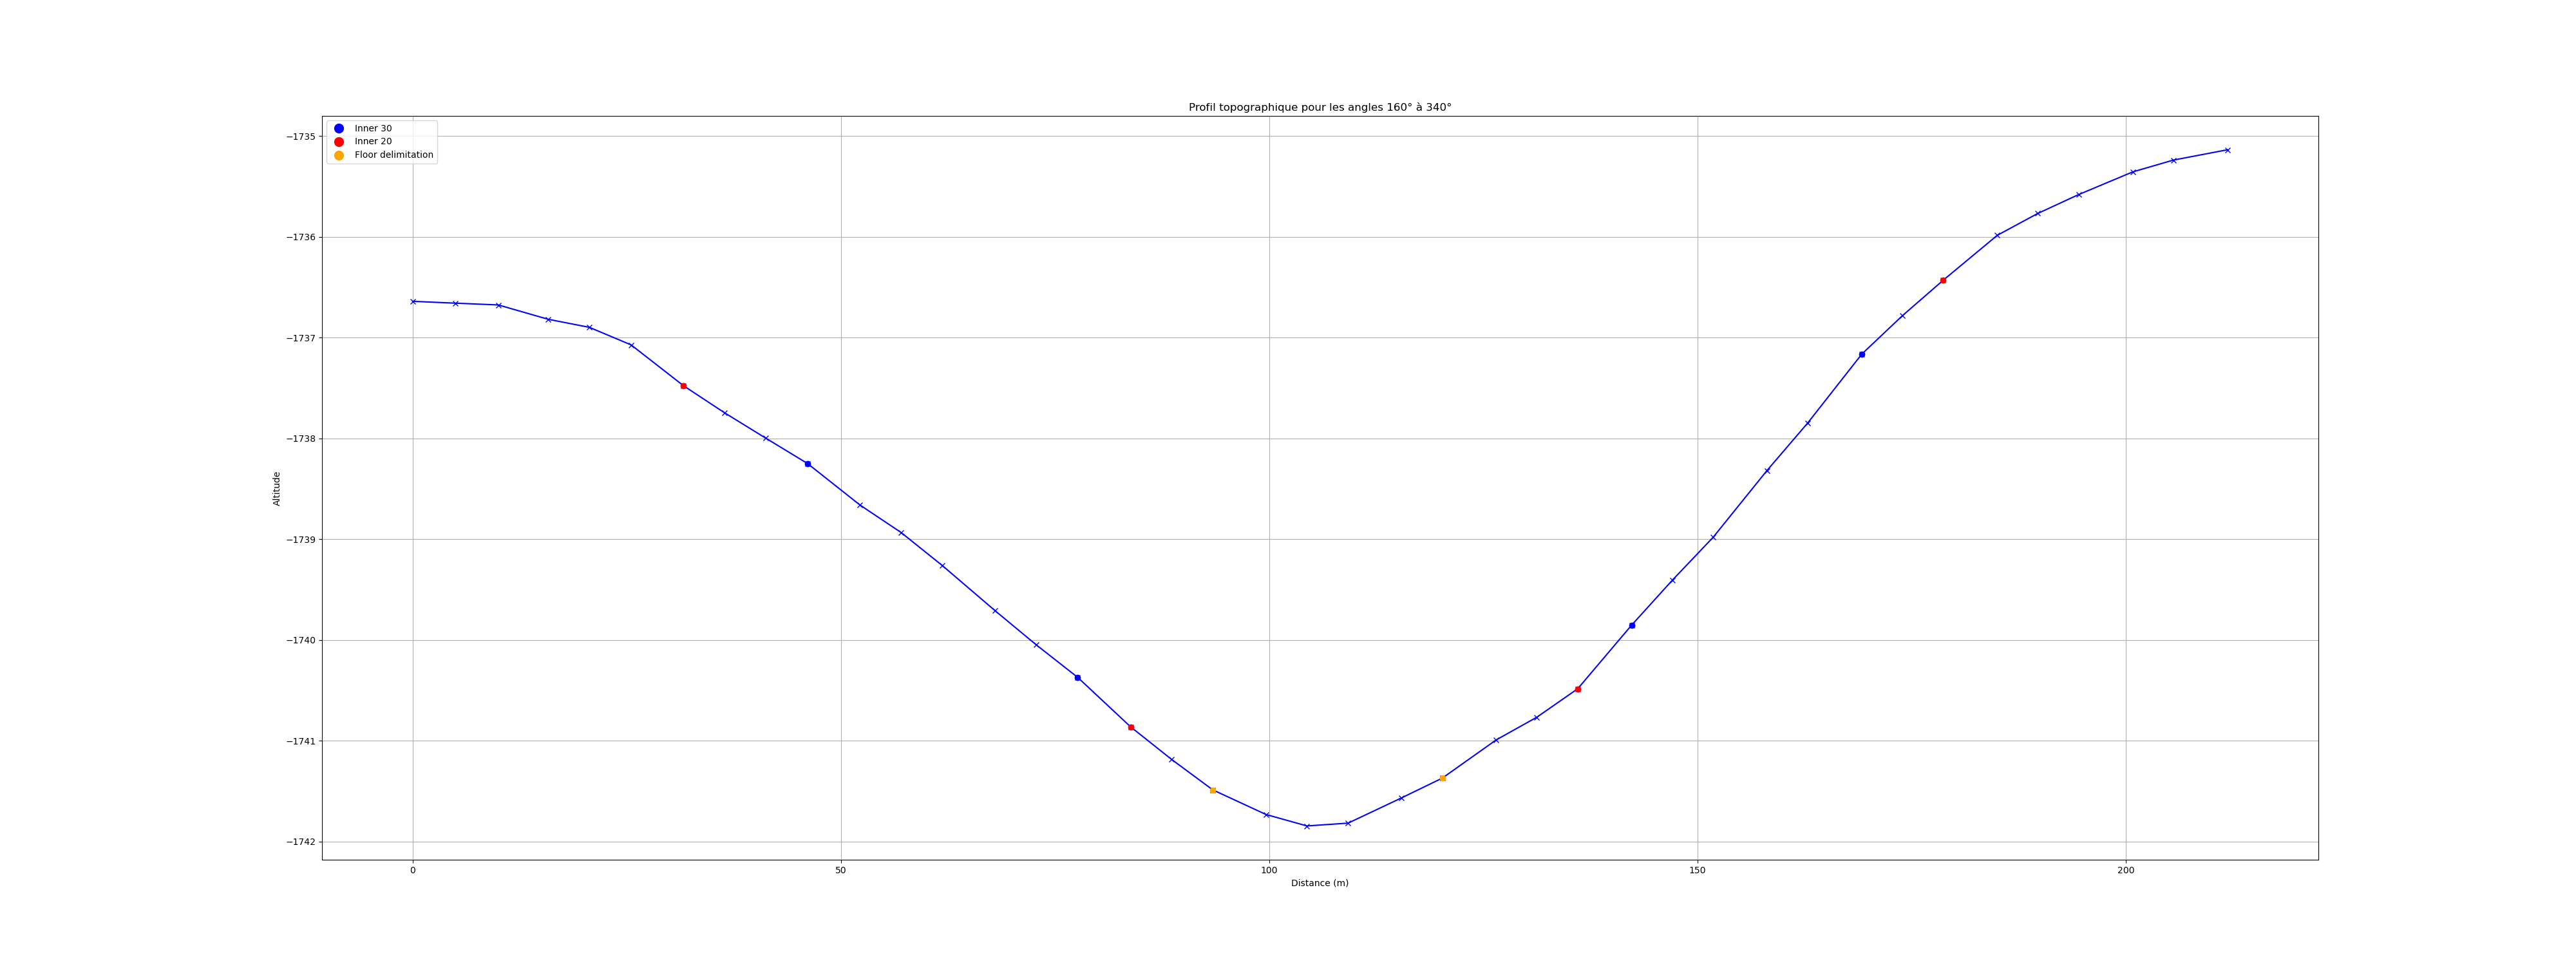 Profil topographique pour les angles 160° à 340°
Inner 30
Inner 20
Floor delimitation
−1735
−1736
−1737
−1738
−1739
−1740
−1741
−1742
Altitude
0
50
100
150
200
Distance (m)